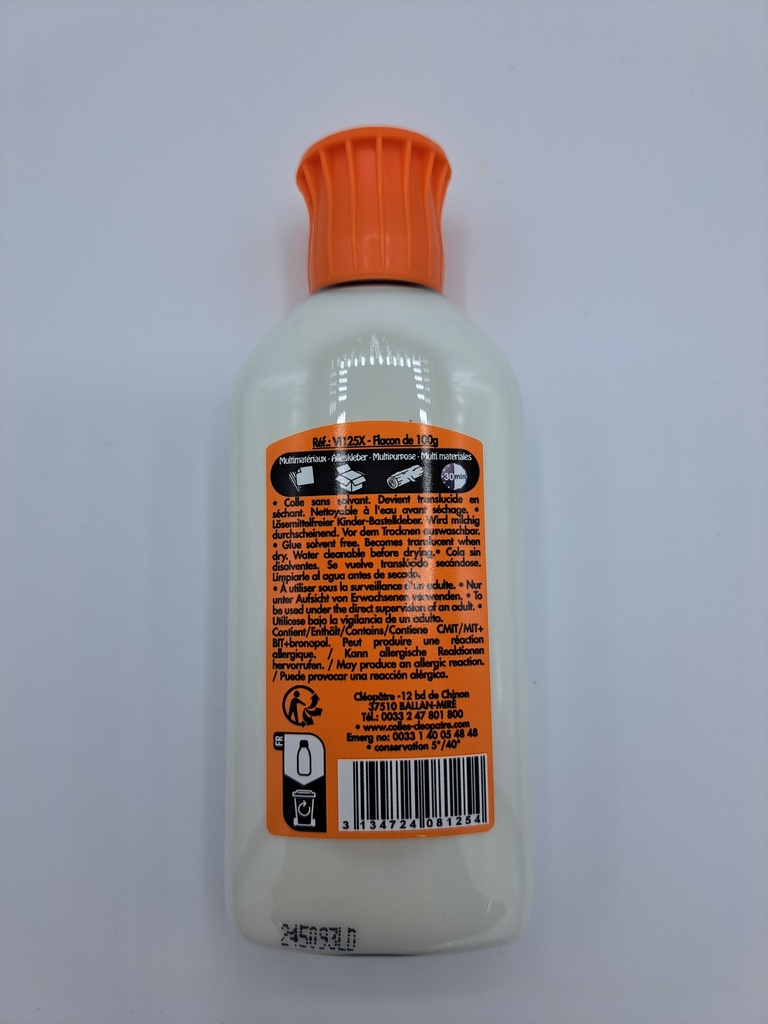 Réf.: V0125X - Flacon de 100g
Multimatériaux - Alleskleber - Multipurpose - Multi materiales
30min
• Colle sans solvant. Devient translucide en
séchant. Nettoyable à l'eau avant séchage. •
Lösemittelfreier Kinder-Bastelkleber. Wird milchig
durchscheinend. Vor dem Trocknen auswaschbar.
• Glue solvent free. Becomes translucent when
dry. Water cleanable before drying.• Cola sin
disolventes. Se vuelve translúcido secándose.
Limpiarle al agua antes de secado.
• A utiliser sous la surveillance d'un adulte. • Nur
unter Aufsicht von Erwachsenen verwenden. • To
be used under the direct supervision of an adult. •
Utilícese bajo la vigilancia de un adulto.
Contient/Enthält/Contains/Contiene CMIT/MIT+
BIT+bronopol. Peut produire une réaction
allergique. / Kann allergische Reaktionen
hervorrufen. / May produce an allergic reaction.
/ Puede provocar una reacción alérgica.
Cléopâtre -12 bd de Chinon
37510 BALLAN-MIRÉ
Tél.: 0033 2 47 801 800
• www.colles-cleopatre.com
Emerg no: 0033 1 40 05 48 48
• conservation 5°/40°
FR
3 134724 081254
245093LD